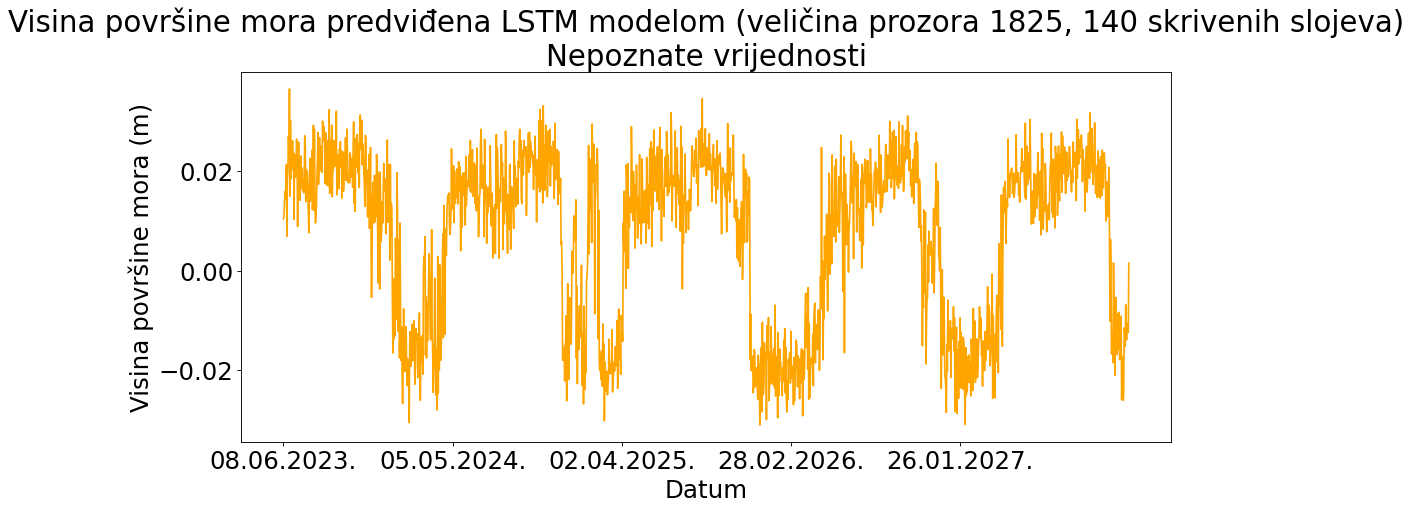 Visina površine mora predviđena LSTM modelom (veličina prozora 1825, 140 skrivenih slojeva)
Nepoznate vrijednosti
Visina površine mora (m)
0.02
0.00
−0.02
08.06.2023. 05.05.2024. 02.04.2025. 28.02.2026. 26.01.2027.
Datum